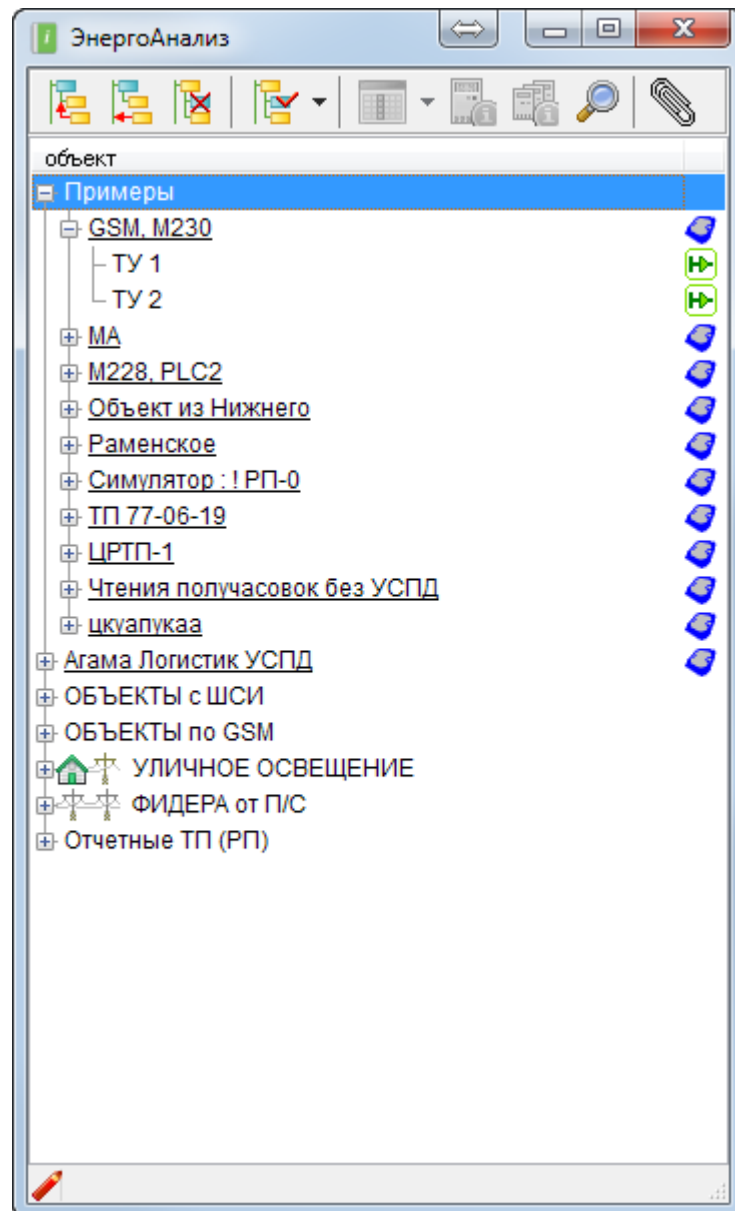 ЭнергоАнализ
объект
Примеры
GSM, M230
ТУ 1
ТУ 2
МА
М228, PLC2
Объект из Нижнего
Раменское
Симулятор : ! РП-0
ТП 77-06-19
ЦРТП-1
Чтения получасовок без УСПД
цкуапукаа
Агама Логистик УСПД
ОБЪЕКТЫ с ШСИ
ОБЪЕКТЫ по GSM
УЛИЧНОЕ ОСВЕЩЕНИЕ
ФИДЕРА от П/С
Отчетные ТП (РП)